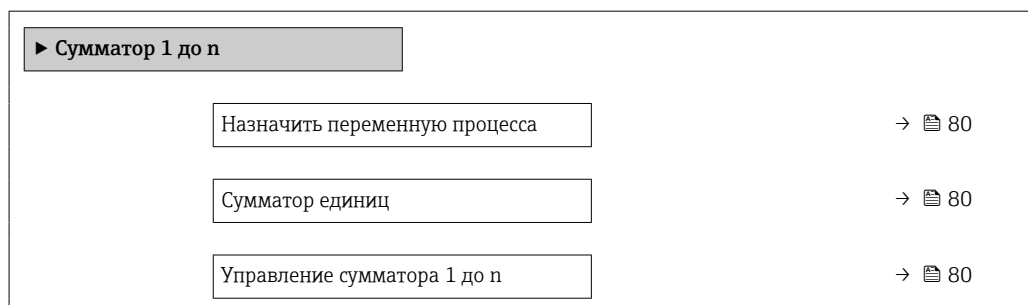 ► Сумматор 1 до n
Назначить переменную процесса → 80
Сумматор единиц → 80
Управление сумматора 1 до n → 80